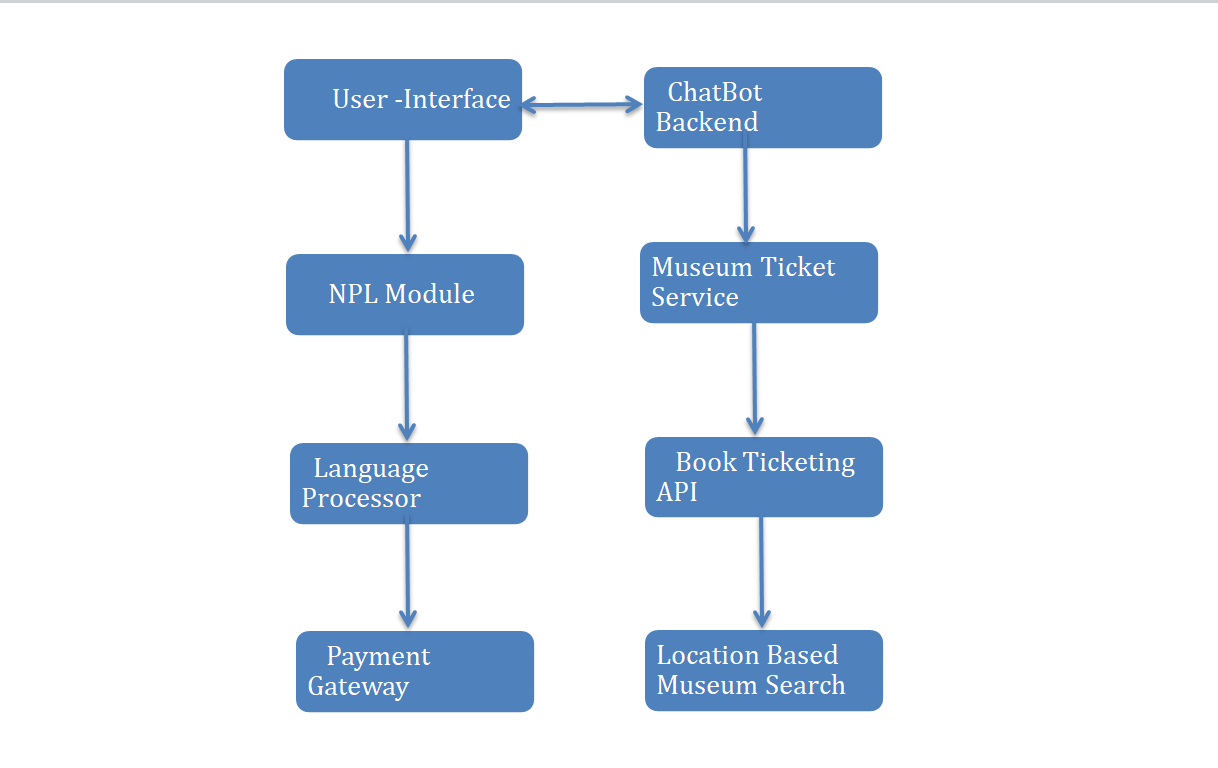 User -Interface
ChatBot
Backend
NPL Module
Museum Ticket
Service
Language
Processor
Book Ticketing
API
Payment
Gateway
Location Based
Museum Search